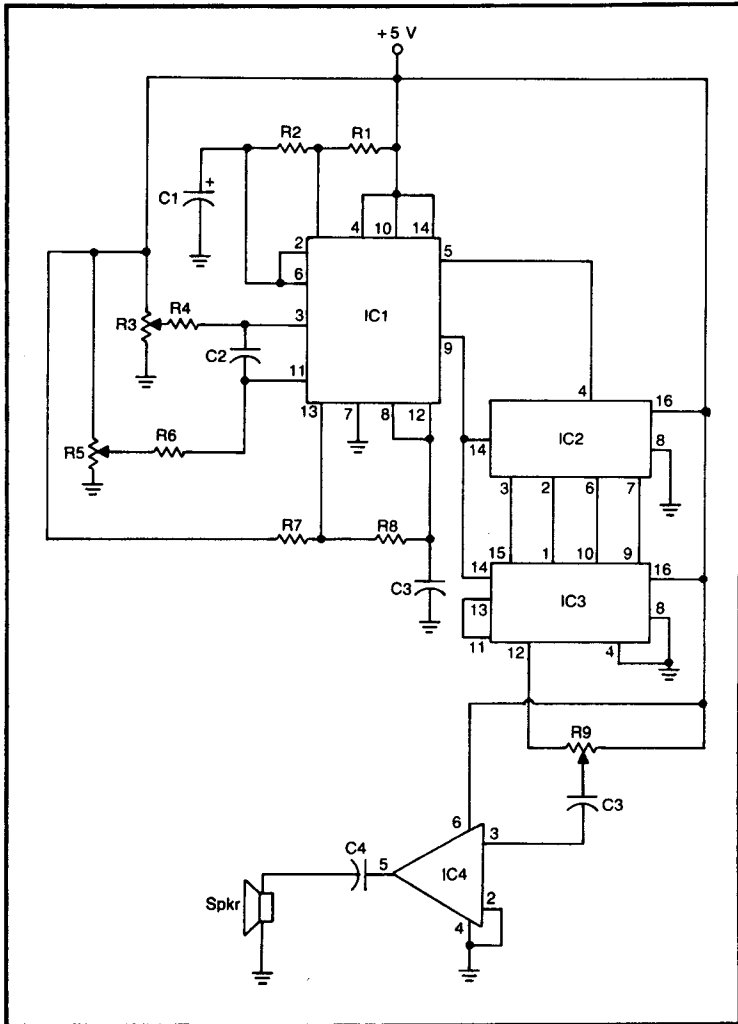 +5 V
R2 R1
C1 +
4 10 14
2 5
6
IC1
R3 R4 3
C2 9
11
13 7 8 12
R5 R6
4
16
IC2 8
14
3 2 6 7
R7 R8
15 1 10 9
14 16
C3 13 IC3 8
11
12 4
R9
C3
6 3
C4 5
IC4
Spkr 2
4